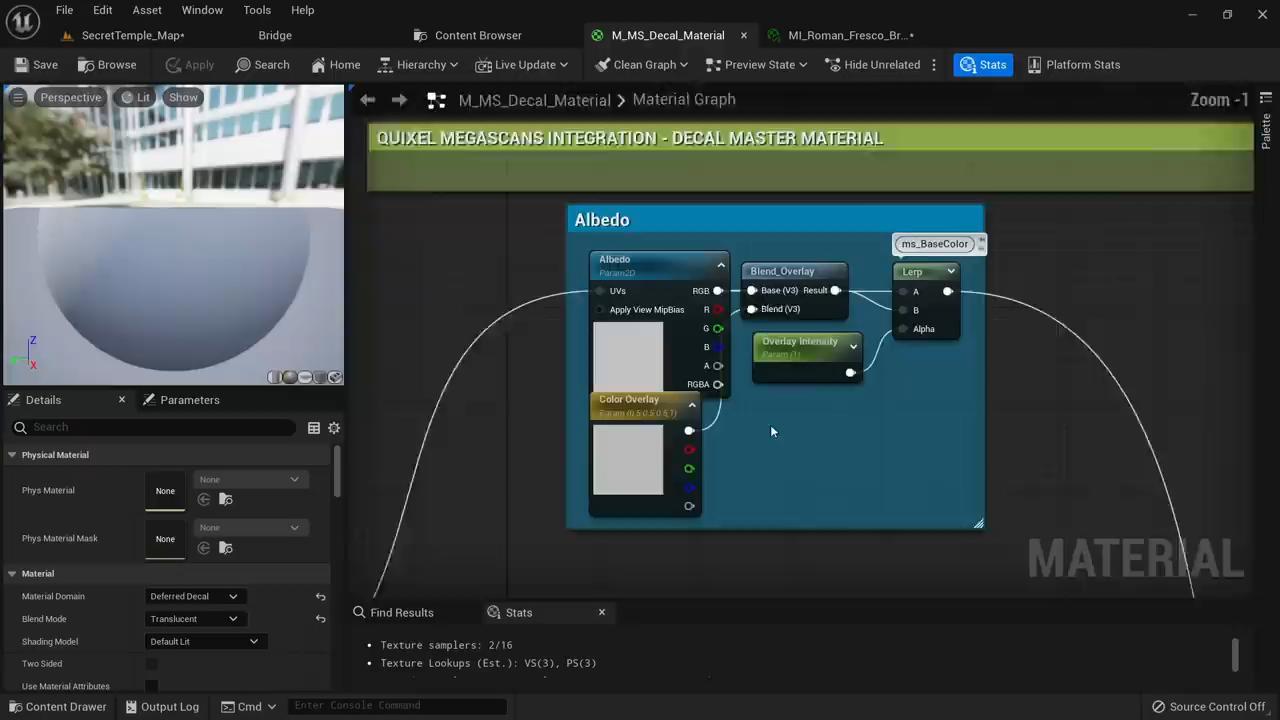 File Edit Asset Window Tools Help
SecretTemple_Map* Bridge Content Browser M_MS_Decal_Material MI_Roman_Fresco_Br...*
Save Browse Apply Search Home Hierarchy Live Update Clean Graph Preview State Hide Unrelated Stats Platform Stats
Perspective Lit Show
M_MS_Decal_Material Material Graph Zoom -1
Palette
QUIXEL MEGASCANS INTEGRATION - DECAL MASTER MATERIAL
Albedo
ms_BaseColor
Albedo
Param2D
UVs RGB
Apply View MipBias R
G
B
A
RGBA
Blend_Overlay
Base (V3) Result
Blend (V3)
Lerp
A
B
Alpha
Overlay Intensity
Param (1)
Color Overlay
Param (0.5,0.5,0.5,1)
MATERIAL
Z
X
Details Parameters
Search
Physical Material
Phys Material None None
Phys Material Mask None None
Material
Material Domain Deferred Decal
Blend Mode Translucent
Shading Model Default Lit
Two Sided
Use Material Attributes
Find Results Stats
Texture samplers: 2/16
Texture Lookups (Est.): VS(3), PS(3)
Content Drawer Output Log Cmd Enter Console Command Source Control Off